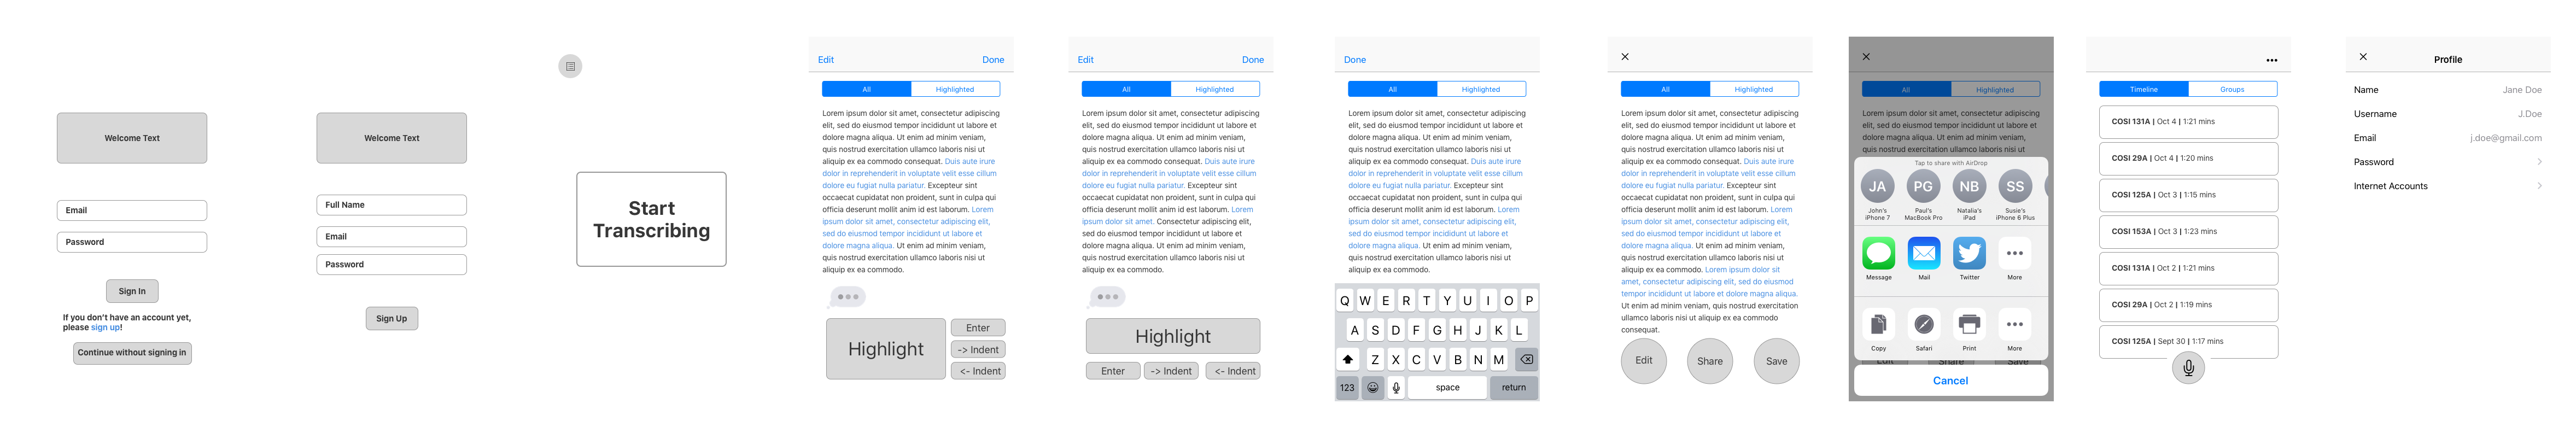 Welcome Text
Email
Password
Sign In
If you don't have an account yet,
please sign up!
Continue without signing in
Welcome Text
Full Name
Email
Password
Sign Up
Start
Transcribing
Edit
Done
All
Highlighted
Lorem ipsum dolor sit amet, consectetur adipiscing
elit, sed do eiusmod tempor incididunt ut labore et
dolore magna aliqua. Ut enim ad minim veniam,
quis nostrud exercitation ullamco laboris nisi ut
aliquip ex ea commodo consequat. Duis aute irure
dolor in reprehenderit in voluptate velit esse cillum
dolore eu fugiat nulla pariatur. Excepteur sint
occaecat cupidatat non proident, sunt in culpa qui
officia deserunt mollit anim id est laborum. Lorem
ipsum dolor sit amet, consectetur adipiscing elit,
sed do eiusmod tempor incididunt ut labore et
dolore magna aliqua. Ut enim ad minim veniam,
quis nostrud exercitation ullamco laboris nisi ut
aliquip ex ea commodo.
Highlight
Enter
-> Indent
<- Indent
Edit
Done
All
Highlighted
Lorem ipsum dolor sit amet, consectetur adipiscing
elit, sed do eiusmod tempor incididunt ut labore et
dolore magna aliqua. Ut enim ad minim veniam,
quis nostrud exercitation ullamco laboris nisi ut
aliquip ex ea commodo consequat. Duis aute irure
dolor in reprehenderit in voluptate velit esse cillum
dolore eu fugiat nulla pariatur. Excepteur sint
occaecat cupidatat non proident, sunt in culpa qui
officia deserunt mollit anim id est laborum. Lorem
ipsum dolor sit amet. Consectetur adipiscing elit,
sed do eiusmod tempor incididunt ut labore et
dolore magna aliqua. Ut enim ad minim veniam,
quis nostrud exercitation ullamco laboris nisi ut
aliquip ex ea commodo.
Highlight
Enter
-> Indent
<- Indent
Done
All
Highlighted
Lorem ipsum dolor sit amet, consectetur adipiscing
elit, sed do eiusmod tempor incididunt ut labore et
dolore magna aliqua. Ut enim ad minim veniam,
quis nostrud exercitation ullamco laboris nisi ut
aliquip ex ea commodo consequat. Duis aute irure
dolor in reprehenderit in voluptate velit esse cillum
dolore eu fugiat nulla pariatur. Excepteur sint
occaecat cupidatat non proident, sunt in culpa qui
officia deserunt mollit anim id est laborum. Lorem
ipsum dolor sit amet, consectetur adipiscing elit,
sed do eiusmod tempor incididunt ut labore et
dolore magna aliqua. Ut enim ad minim veniam,
quis nostrud exercitation ullamco laboris nisi ut
aliquip ex ea commodo.
Q W E R T Y U I O P
A S D F G H J K L
Z X C V B N M
123
space
return
All
Highlighted
Lorem ipsum dolor sit amet, consectetur adipiscing
elit, sed do eiusmod tempor incididunt ut labore et
dolore magna aliqua. Ut enim ad minim veniam,
quis nostrud exercitation ullamco laboris nisi ut
aliquip ex ea commodo consequat. Duis aute irure
dolor in reprehenderit in voluptate velit esse cillum
dolore eu fugiat nulla pariatur. Excepteur sint
occaecat cupidatat non proident, sunt in culpa qui
officia deserunt mollit anim id est laborum. Lorem
ipsum dolor sit amet, consectetur adipiscing elit,
sed do eiusmod tempor incididunt ut labore et
dolore magna aliqua. Ut enim ad minim veniam,
quis nostrud exercitation ullamco laboris nisi ut
aliquip ex ea commodo. Lorem ipsum dolor sit
amet, consectetur adipiscing elit, sed do eiusmod
tempor incididunt ut labore et dolore magna aliqua.
Ut enim ad minim veniam, quis nostrud exercitation
ullamco laboris nisi ut aliquip ex ea commodo
consequat.
Edit
Share
Save
All
Highlighted
Lorem ipsum dolor sit amet, consectetur adipiscing
elit, sed do eiusmod tempor incididunt ut labore et
dolore magna aliqua. Ut enim ad minim veniam,
quis nostrud exercitation ullamco laboris nisi ut
Tap to share with AirDrop
JA PG NB SS
John's
iPhone 7
Paul's
MacBook Pro
Natalia's
iPad
Susie's
iPhone 6 Plus
Message
Mail
Twitter
More
Copy
Safari
Print
More
Edit
Share
Save
Cancel
Timeline
Groups
COSI 131A | Oct 4 | 1:21 mins
COSI 29A | Oct 4 | 1:20 mins
COSI 125A | Oct 3 | 1:15 mins
COSI 153A | Oct 3 | 1:23 mins
COSI 131A | Oct 2 | 1:21 mins
COSI 29A | Oct 2 | 1:19 mins
COSI 125A | Sept 30 | 1:17 mins
Profile
Name
Jane Doe
Username
J.Doe
Email
j.doe@gmail.com
Password
Internet Accounts